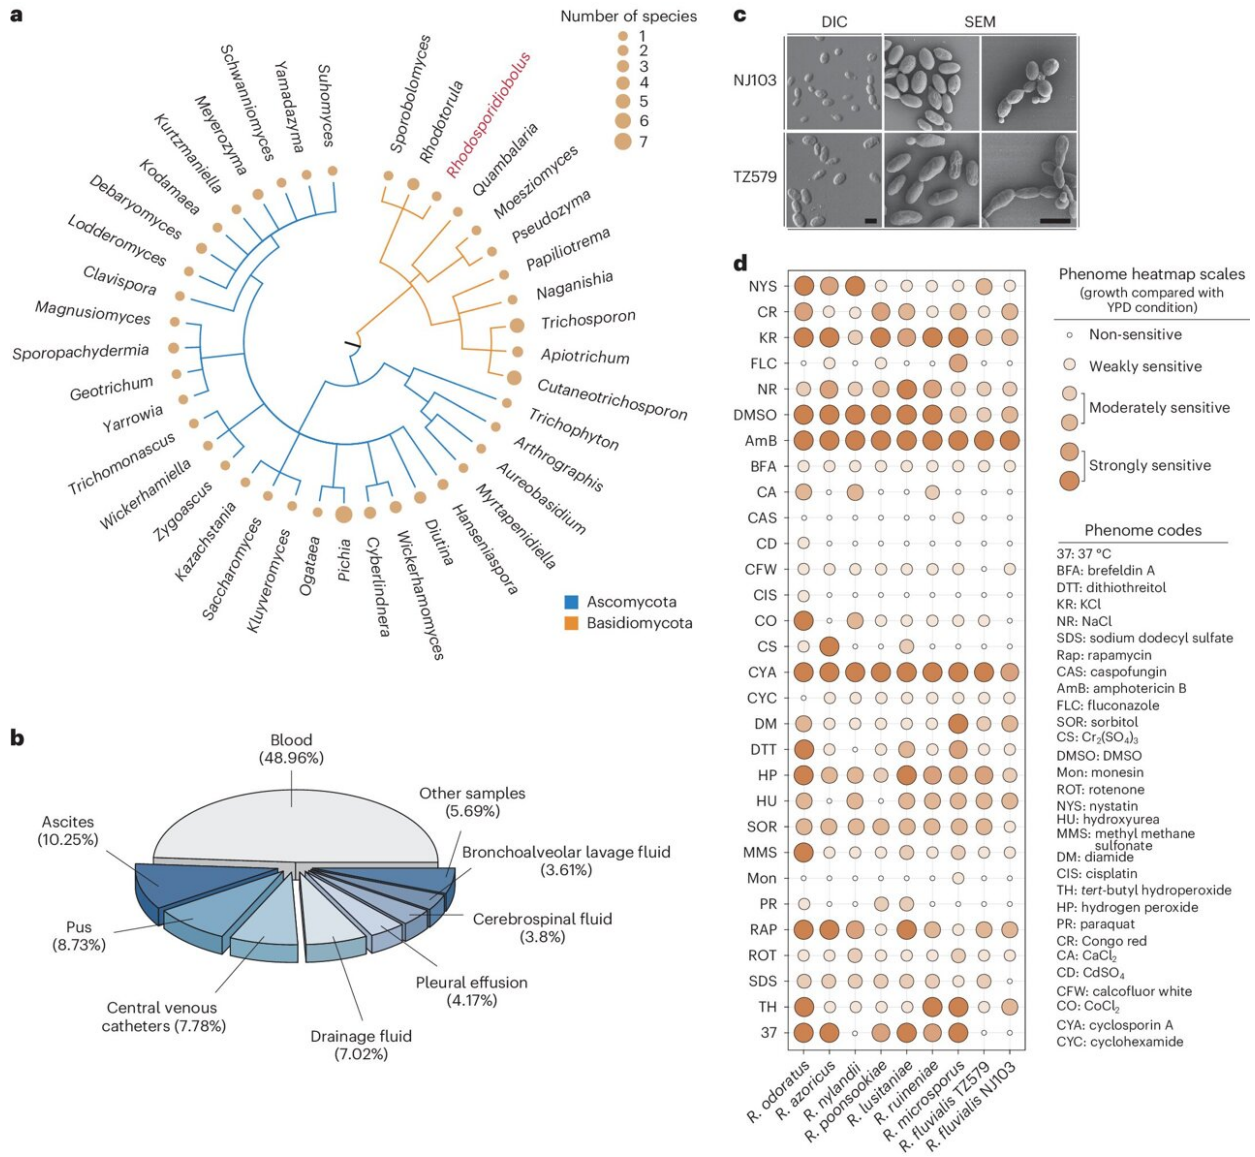 a
Number of species
1
2
3
4
5
6
7
Suhomyces
Yamadazyma
Schwanniomyces
Meyerozyma
Kurtzmaniella
Kodamaea
Debaryomyces
Lodderomyces
Clavispora
Magnusiomyces
Sporopachydermia
Geotrichum
Yarrowia
Trichomonascus
Wickerhamiella
Zygoascus
Kazachstania
Saccharomyces
Kluyveromyces
Ogataea
Pichia
Cyberlindnera
Wickerhamomyces
Diutina
Hanseniaspora
Myrtapenidiella
Aureobasidium
Arthrographis
Trichophyton
Cutaneotrichosporon
Apiotrichum
Trichosporon
Naganishia
Papiliotrema
Pseudozyma
Moesziomyces
Quambalaria
Rhodosporidiobolus
Rhodotorula
Sporobolomyces
Ascomycota
Basidiomycota
b
Blood
(48.96%)
Other samples
(5.69%)
Bronchoalveolar lavage fluid
(3.61%)
Cerebrospinal fluid
(3.8%)
Pleural effusion
(4.17%)
Drainage fluid
(7.02%)
Central venous
catheters (7.78%)
Pus
(8.73%)
Ascites
(10.25%)
c
DIC
SEM
NJ103
TZ579
d
NYS
CR
KR
FLC
NR
DMSO
AmB
BFA
CA
CAS
CD
CFW
CIS
CO
CS
CYA
CYC
DM
DTT
HP
HU
SOR
MMS
Mon
PR
RAP
ROT
SDS
TH
37
R. odoratus
R. azoricus
R. nylandii
R. poonsookiae
R. lusitaniae
R. ruineniae
R. microsporus
R. fluvialis TZ579
R. fluvialis NJ103
Phenome heatmap scales
(growth compared with
YPD condition)
Non-sensitive
Weakly sensitive
Moderately sensitive
Strongly sensitive
Phenome codes
37: 37 °C
BFA: brefeldin A
DTT: dithiothreitol
KR: KCl
NR: NaCl
SDS: sodium dodecyl sulfate
Rap: rapamycin
CAS: caspofungin
AmB: amphotericin B
FLC: fluconazole
SOR: sorbitol
CS: Cr₂(SO₄)₃
DMSO: DMSO
Mon: monesin
ROT: rotenone
NYS: nystatin
HU: hydroxyurea
MMS: methyl methane
sulfonate
DM: diamide
CIS: cisplatin
TH: tert-butyl hydroperoxide
HP: hydrogen peroxide
PR: paraquat
CR: Congo red
CA: CaCl₂
CD: CdSO₄
CFW: calcofluor white
CO: CoCl₂
CYA: cyclosporin A
CYC: cyclohexamide